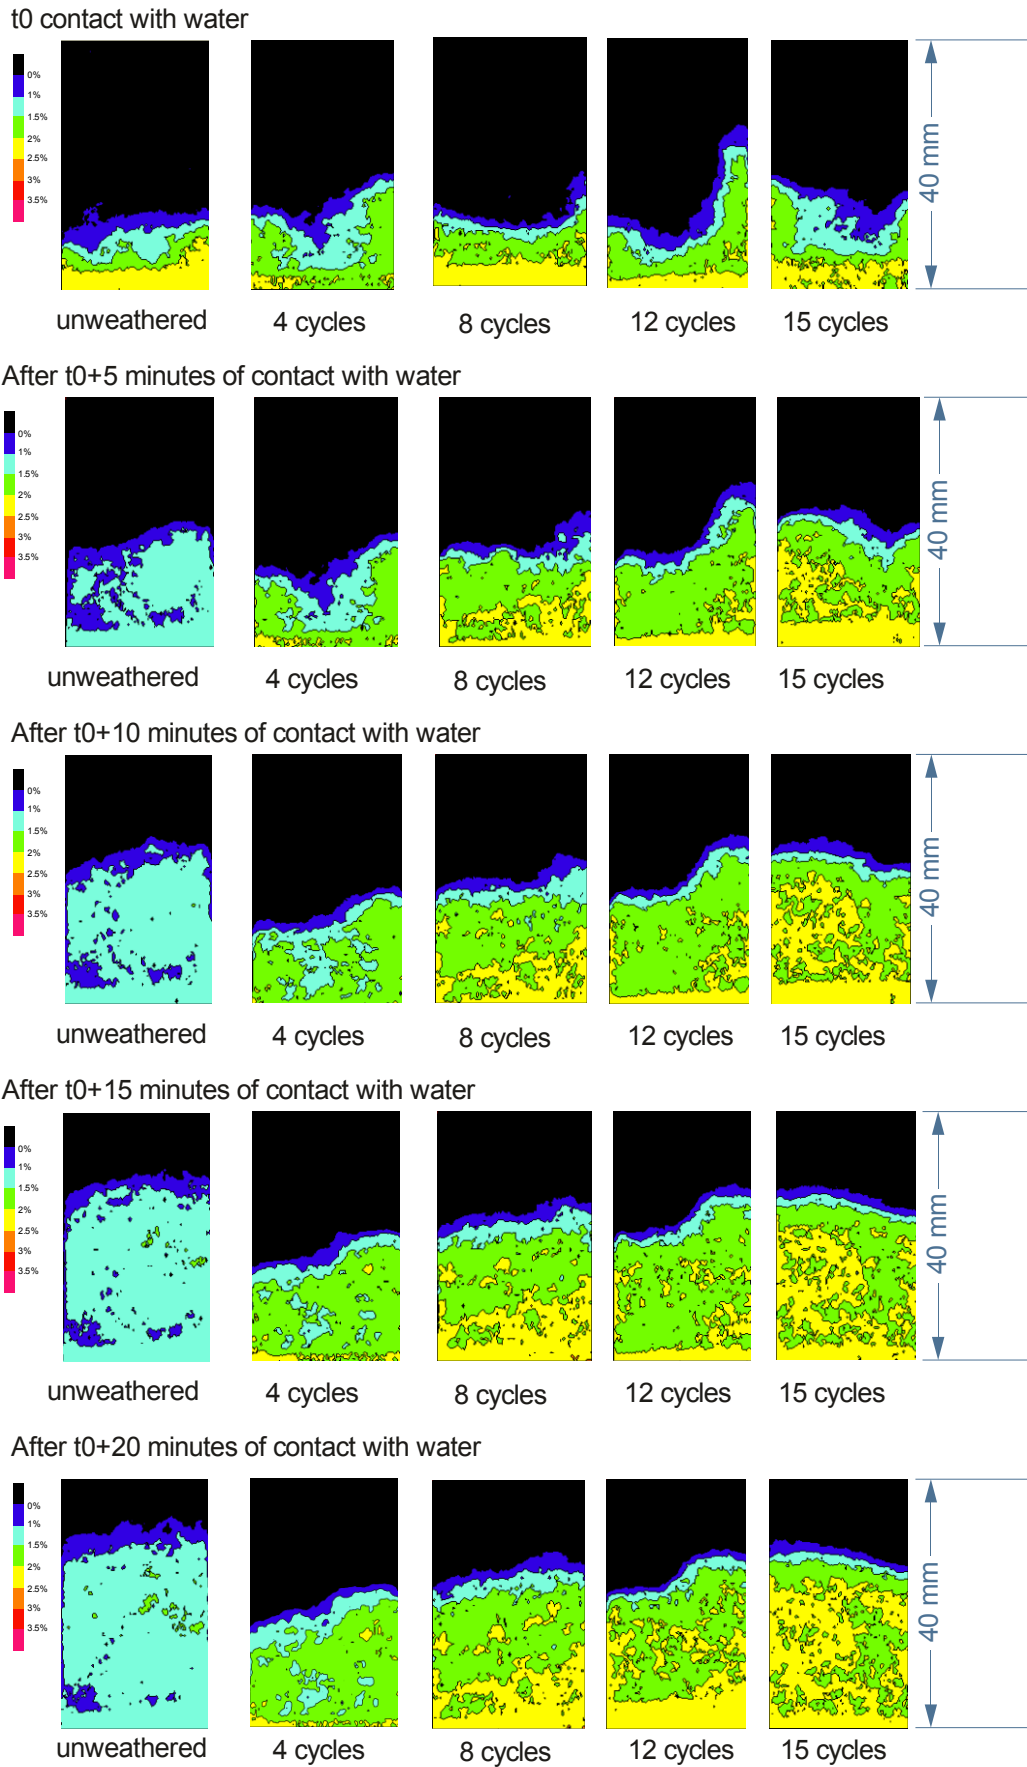 t0 contact with water
0%
1%
1.5%
2%
2.5%
3%
3.5%
40 mm
unweathered 4 cycles 8 cycles 12 cycles 15 cycles
After t0+5 minutes of contact with water
0%
1%
1.5%
2%
2.5%
3%
3.5%
40 mm
unweathered 4 cycles 8 cycles 12 cycles 15 cycles
After t0+10 minutes of contact with water
0%
1%
1.5%
2%
2.5%
3%
3.5%
40 mm
unweathered 4 cycles 8 cycles 12 cycles 15 cycles
After t0+15 minutes of contact with water
0%
1%
1.5%
2%
2.5%
3%
3.5%
40 mm
unweathered 4 cycles 8 cycles 12 cycles 15 cycles
After t0+20 minutes of contact with water
0%
1%
1.5%
2%
2.5%
3%
3.5%
40 mm
unweathered 4 cycles 8 cycles 12 cycles 15 cycles